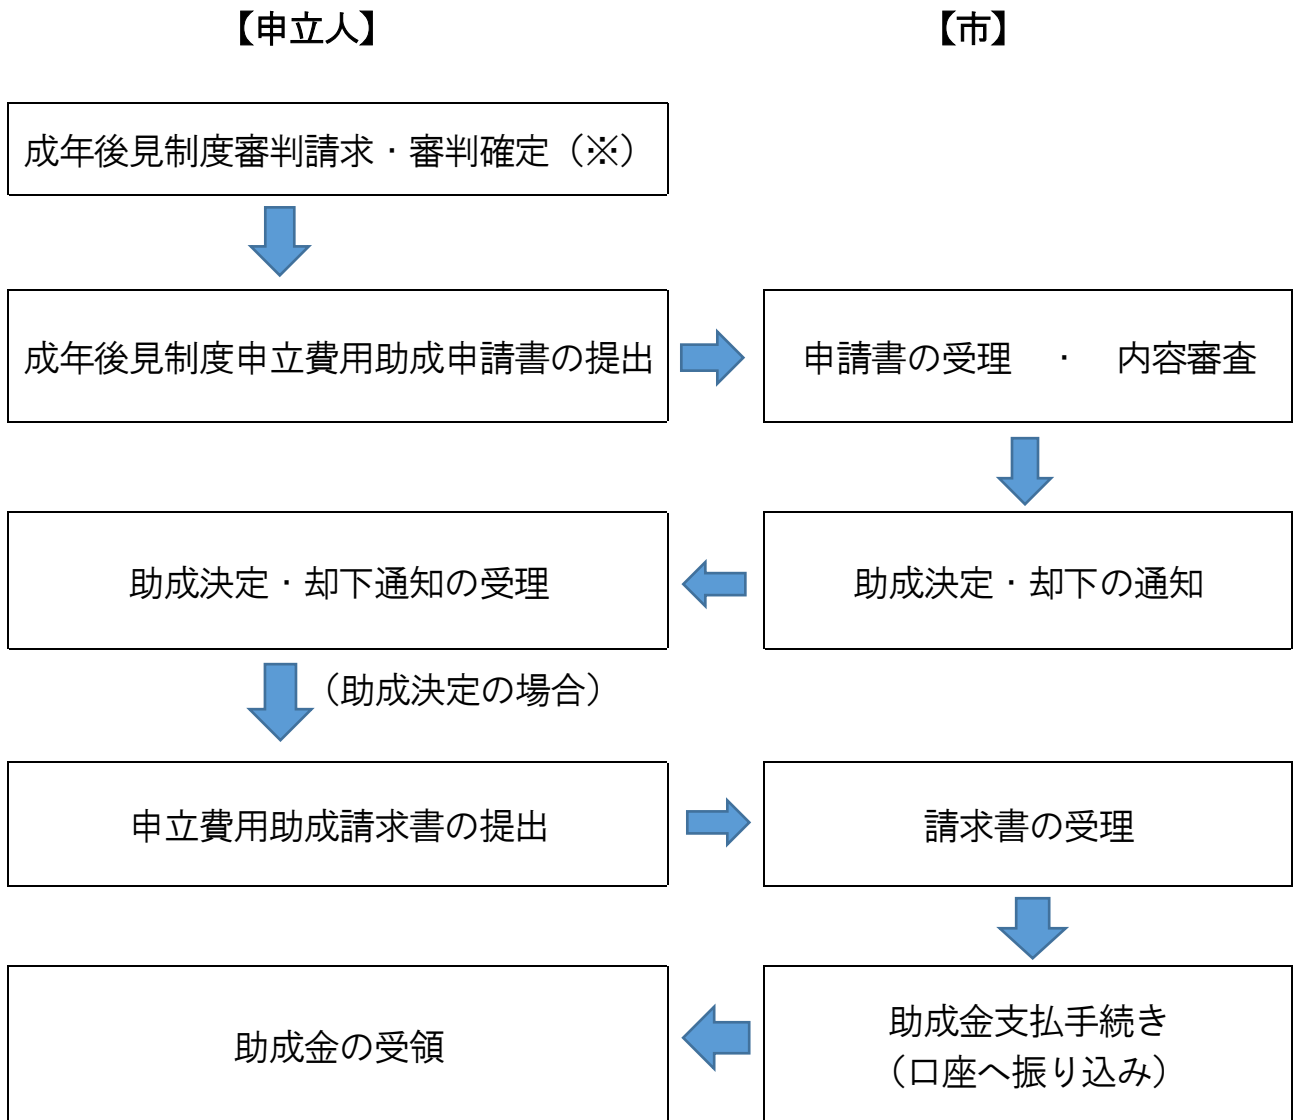 【申立人】
【市】
成年後見制度審判請求・審判確定（※）
成年後見制度申立費用助成申請書の提出
申請書の受理　・　内容審査
助成決定・却下通知の受理
助成決定・却下の通知
（助成決定の場合）
申立費用助成請求書の提出
請求書の受理
助成金の受領
助成金支払手続き
（口座へ振り込み）